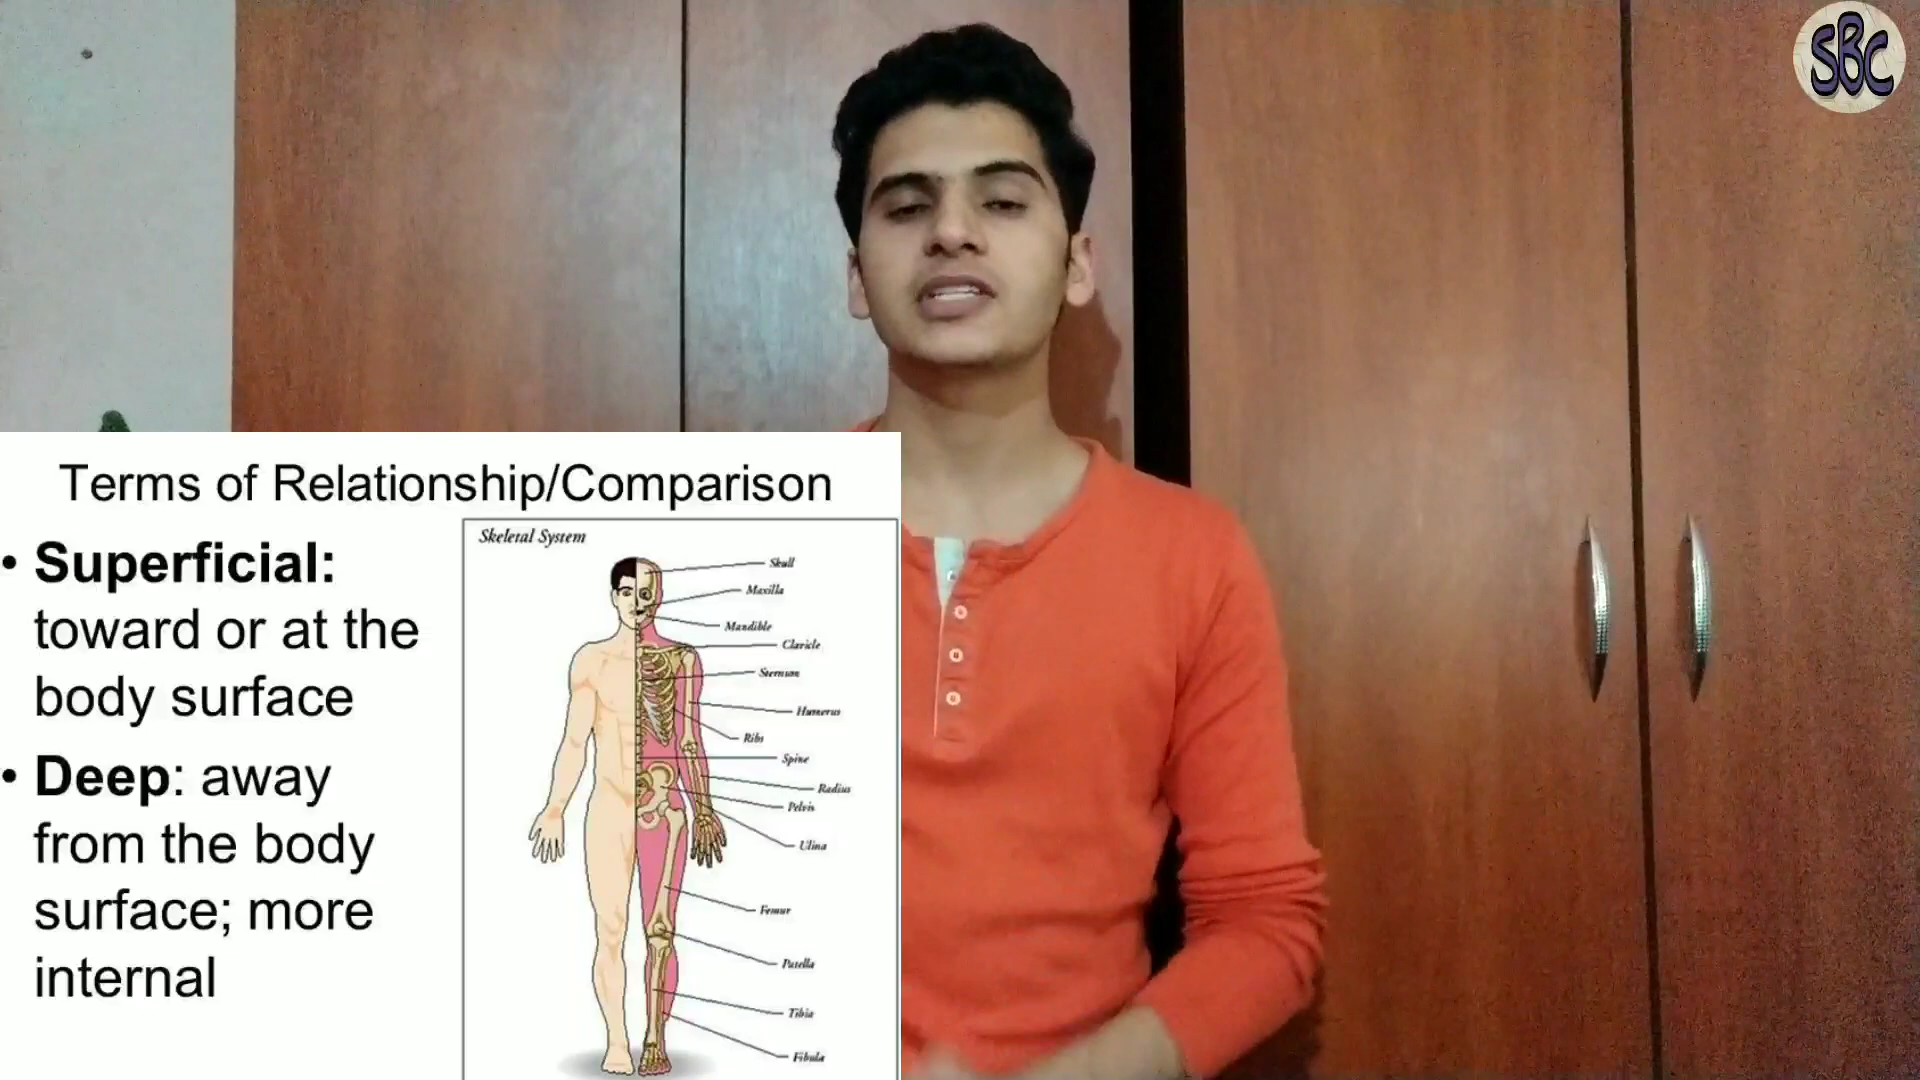 SBC
Terms of Relationship/Comparison
• Superficial:
toward or at the
body surface
• Deep: away
from the body
surface; more
internal
Skeletal System
Skull
Maxilla
Mandible
Clavicle
Sternum
Humerus
Ribs
Spine
Radius
Pelvis
Ulina
Femur
Patella
Tibia
Fibula